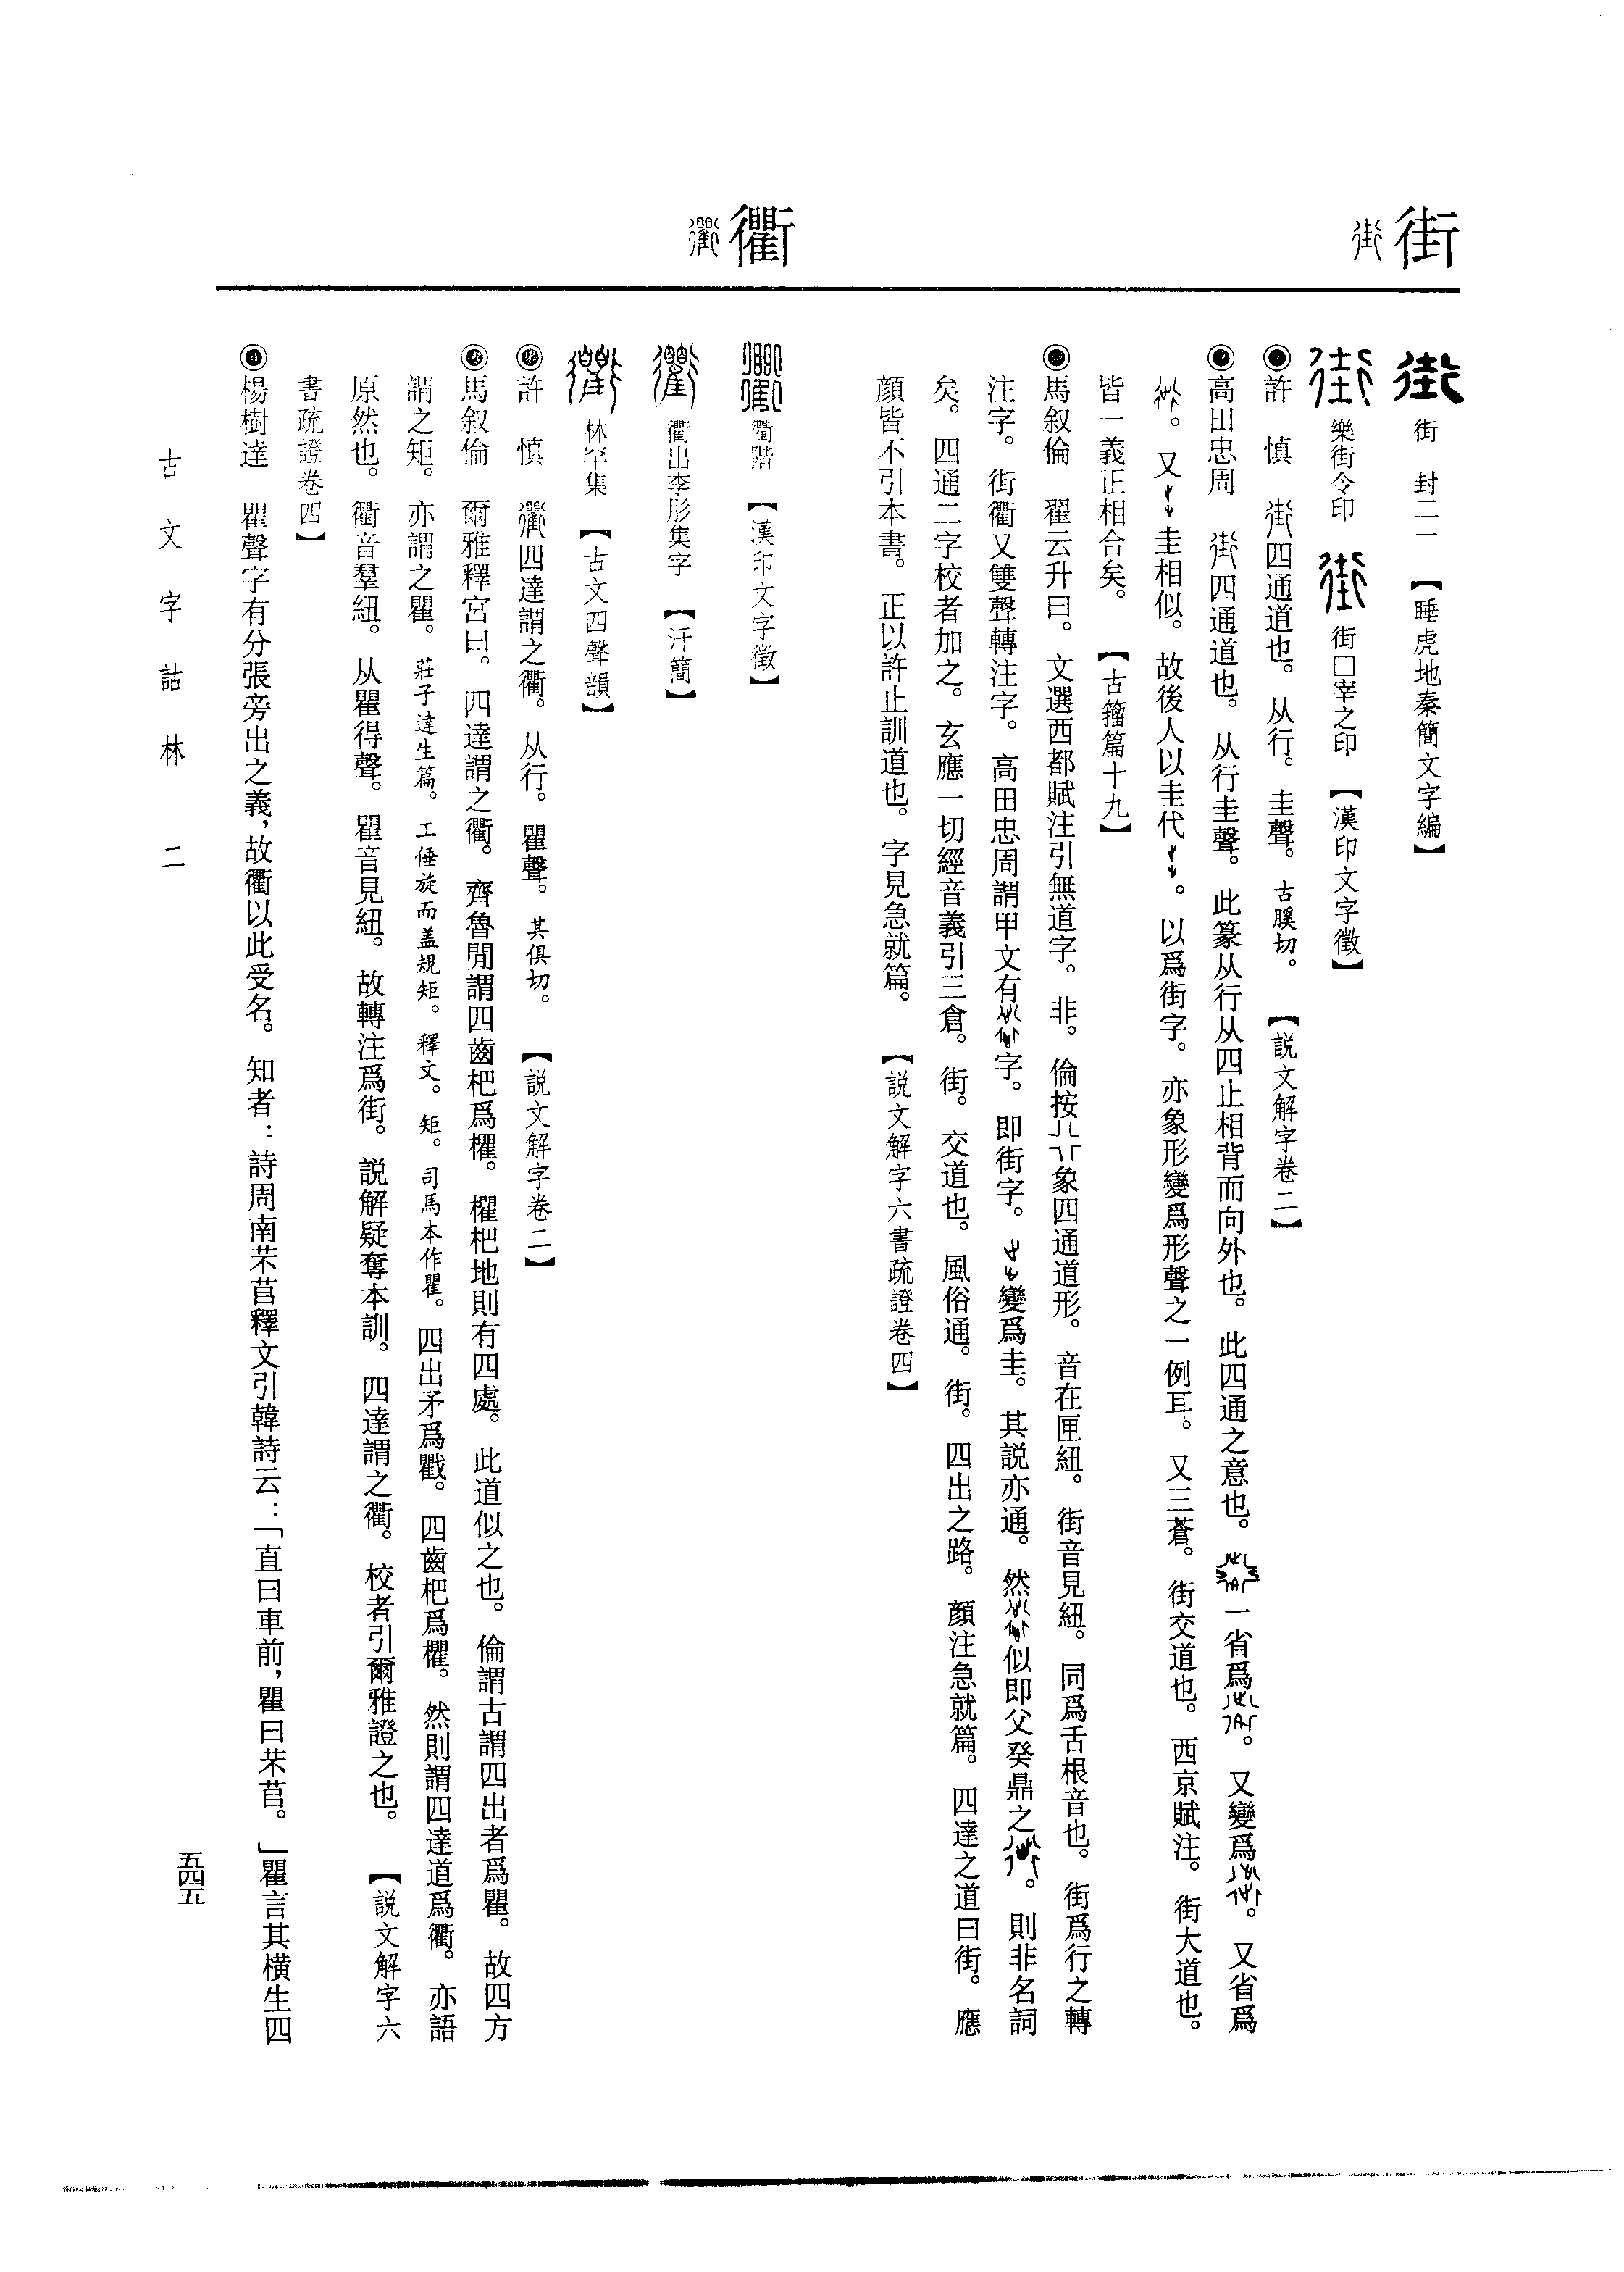 街
衢
街　封二一　【睡虎地秦簡文字編】
樂街令印　街□宰之印　【漢印文字徵】
許　慎　街四通道也。从行。圭聲。古膎切。　【説文解字卷二】
高田忠周　街四通道也。从行圭聲。此篆从行从四止相背而向外也。此四通之意也。一省爲。又變爲。又省爲
。又圭相似。故後人以圭代。以爲街字。亦象形變爲形聲之一例耳。又三蒼。街交道也。西京賦注。街大道也。
皆一義正相合矣。　【古籀篇十九】
馬叙倫　翟云升曰。文選西都賦注引無道字。非。倫按象四通道形。音在匣紐。街音見紐。同爲舌根音也。街爲行之轉
注字。街衢又雙聲轉注字。高田忠周謂甲文有字。即街字。變爲圭。其説亦通。然似即父癸鼎之。則非名詞
矣。四通二字校者加之。玄應一切經音義引三倉。街。交道也。風俗通。街。四出之路。顔注急就篇。四達之道曰街。應
顔皆不引本書。正以許止訓道也。字見急就篇。　【説文解字六書疏證卷四】
衢階　【漢印文字徵】
衢出李彤集字　【汗簡】
林罕集　【古文四聲韻】
許　慎　衢四達謂之衢。从行。瞿聲。其俱切。　【説文解字卷二】
馬叙倫　爾雅釋宮曰。四達謂之衢。齊魯閒謂四齒杷爲欋。欋杷地則有四處。此道似之也。倫謂古謂四出者爲瞿。故四方
謂之矩。亦謂之瞿。莊子達生篇。工倕旋而盖規矩。釋文。矩。司馬本作瞿。四出矛爲戵。四齒杷爲欋。然則謂四達道爲衢。亦語
原然也。衢音羣紐。从瞿得聲。瞿音見紐。故轉注爲街。説解疑奪本訓。四達謂之衢。校者引爾雅證之也。　【説文解字六
書疏證卷四】
楊樹達　瞿聲字有分張旁出之義，故衢以此受名。知者：詩周南芣苢釋文引韓詩云：「直曰車前，瞿曰芣苢。」瞿言其橫生四
古文字詁林　二
五四五